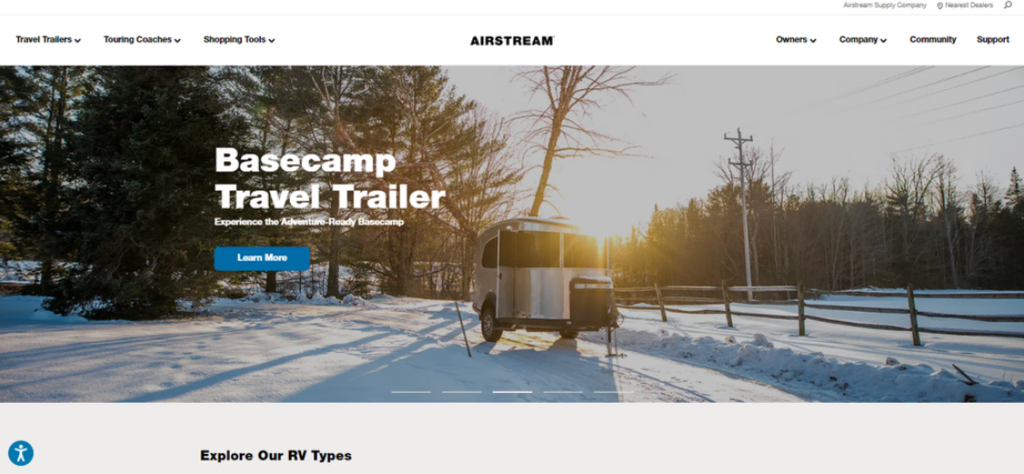 Airstream Supply Company Nearest Dealers
Travel Trailers Touring Coaches Shopping Tools AIRSTREAM Owners Company Community Support
Basecamp
Travel Trailer
Experience the Adventure-Ready Basecamp
Learn More
Explore Our RV Types